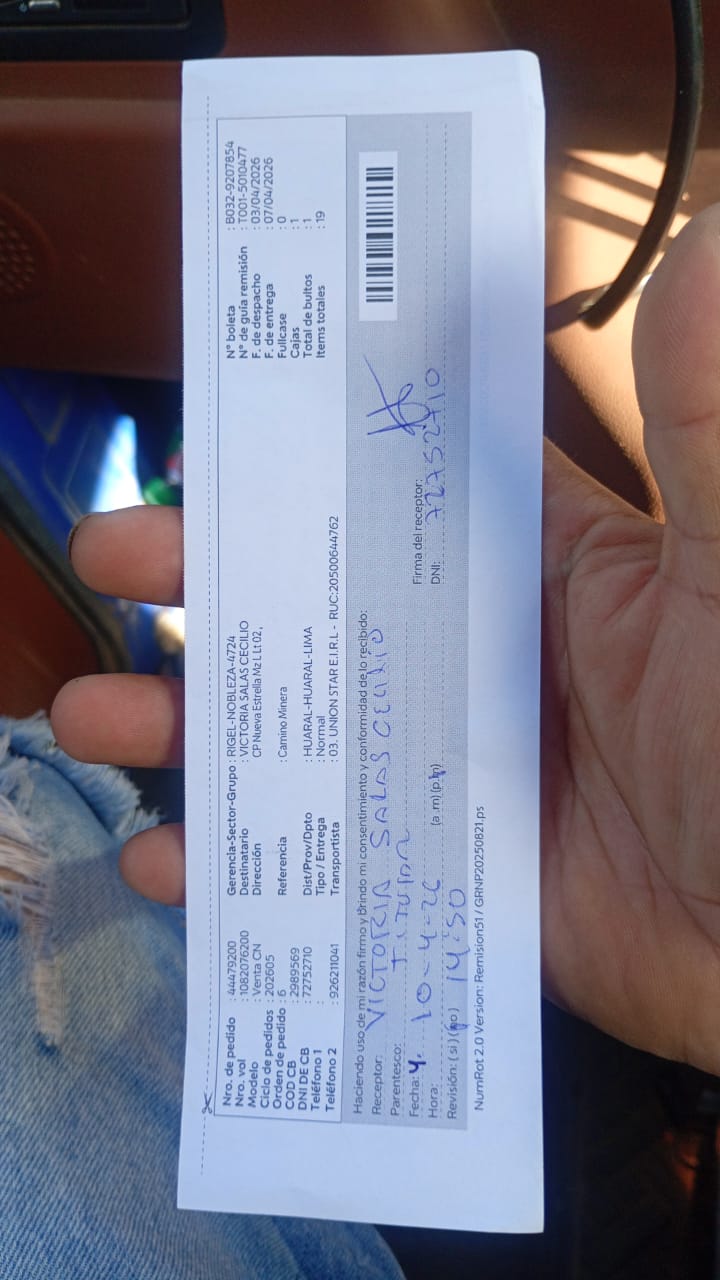 Nro. de pedido : 44479200
Nro. vol : 1082076200
Modelo : Venta CN
Ciclo de pedidos : 202605
Orden de pedido : 6
COD CB : 2989569
DNI DE CB : 72752710
Teléfono 1 :
Teléfono 2 : 926211041
Gerencia-Sector-Grupo : RIGEL-NOBLEZA-4724
Destinatario : VICTORIA SALAS CECILIO
Dirección CP Nueva Estrella Mz L Lt 02,
Referencia : Camino Minera
Dist/Prov/Dpto : HUARAL-HUARAL-LIMA
Tipo / Entrega : Normal
Transportista : 03. UNION STAR E.I.R.L - RUC:20500644762
N° boleta : B032-9207854
N° de guía remisión : T001-5010477
F. de despacho : 03/04/2026
F. de entrega : 07/04/2026
Fullcase : 0
Cajas : 1
Total de bultos : 1
Items totales : 19
Haciendo uso de mi razón firmo y Brindo mi consentimiento y conformidad de lo recibido:
Receptor: VICTORIA SALAS CECILIO
Parentesco: TITULAR
Fecha: 10-4-26
Hora: 14:50 (a .m) (p.m)
Revisión: (si) (no)
Firma del receptor:
DNI: 72752710
NumRot 2.0 Version: Remision51 / GRNP20250821.ps